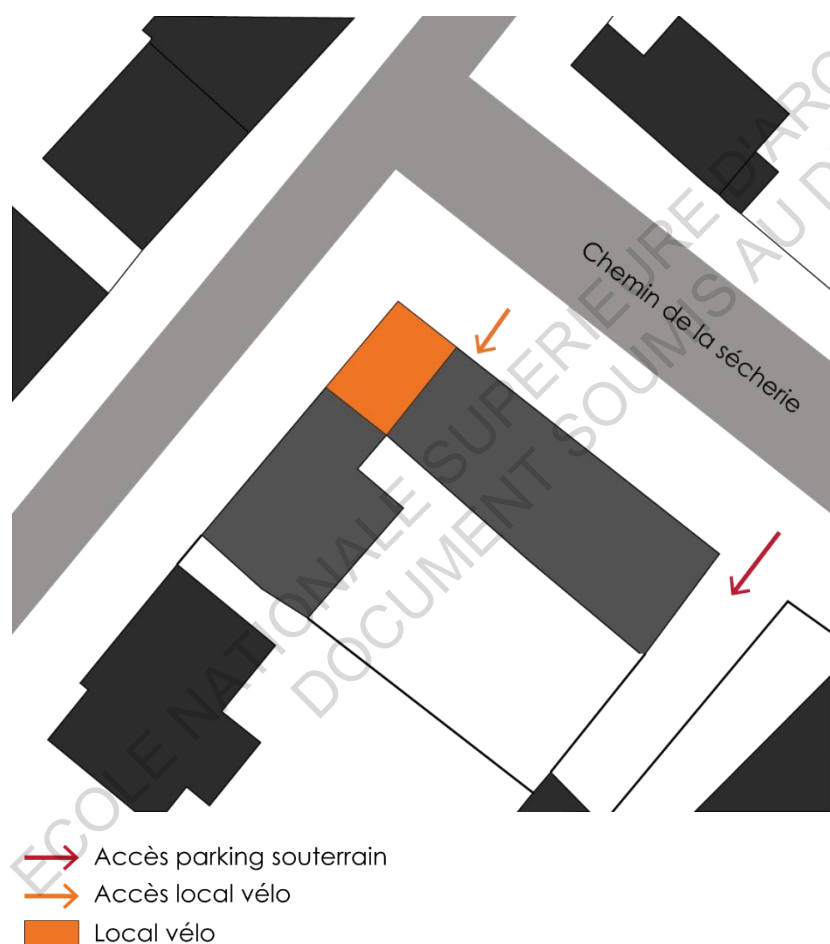 Chemin de la sécherie
ECOLE NATIONALE SUPERIEURE D'ARC
DOCUMENT SOUMIS AU D
Accès parking souterrain
Accès local vélo
Local vélo